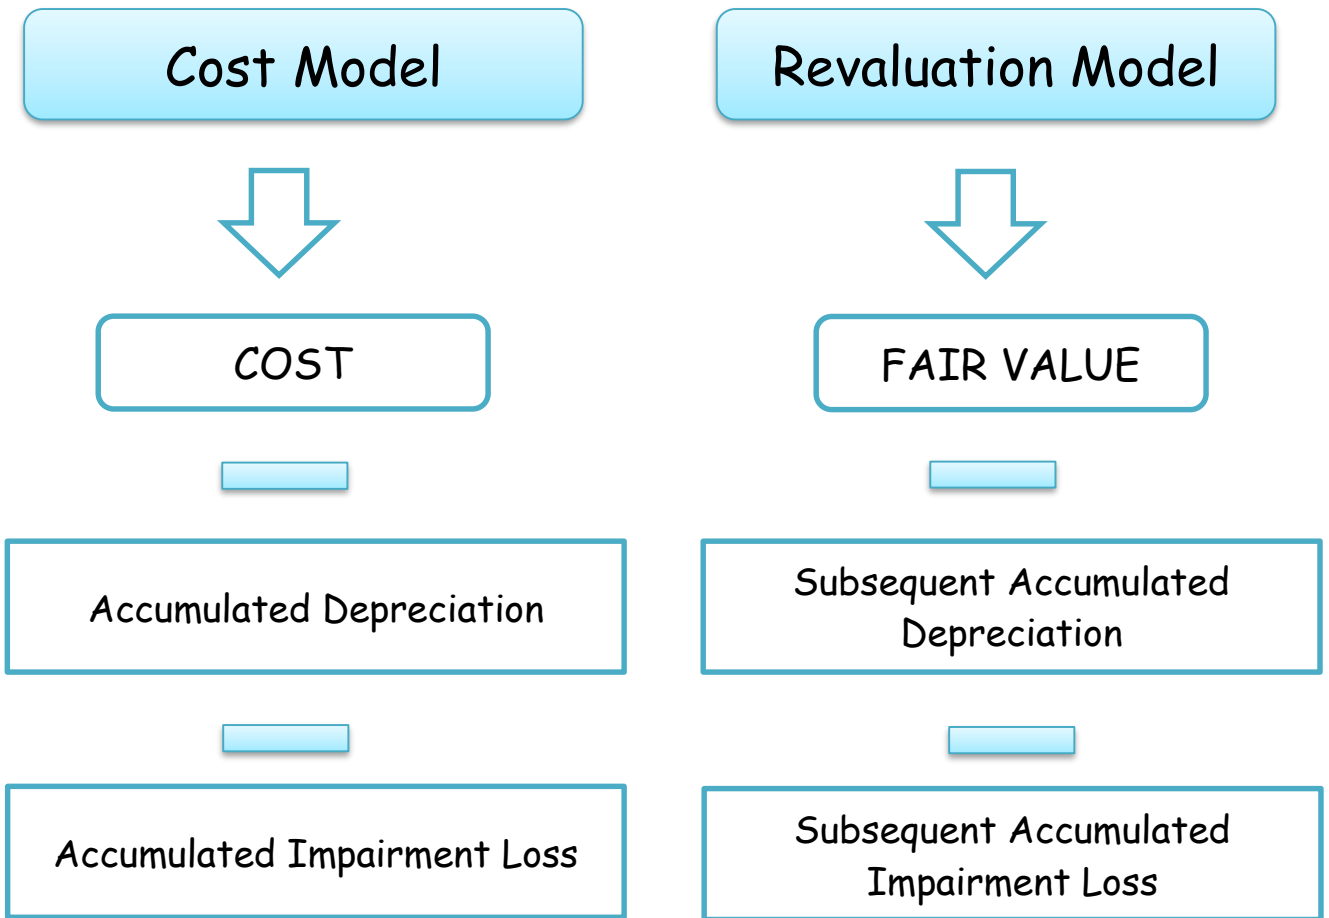 Cost Model
Revaluation Model
COST
FAIR VALUE
Accumulated Depreciation
Subsequent Accumulated
Depreciation
Accumulated Impairment Loss
Subsequent Accumulated
Impairment Loss